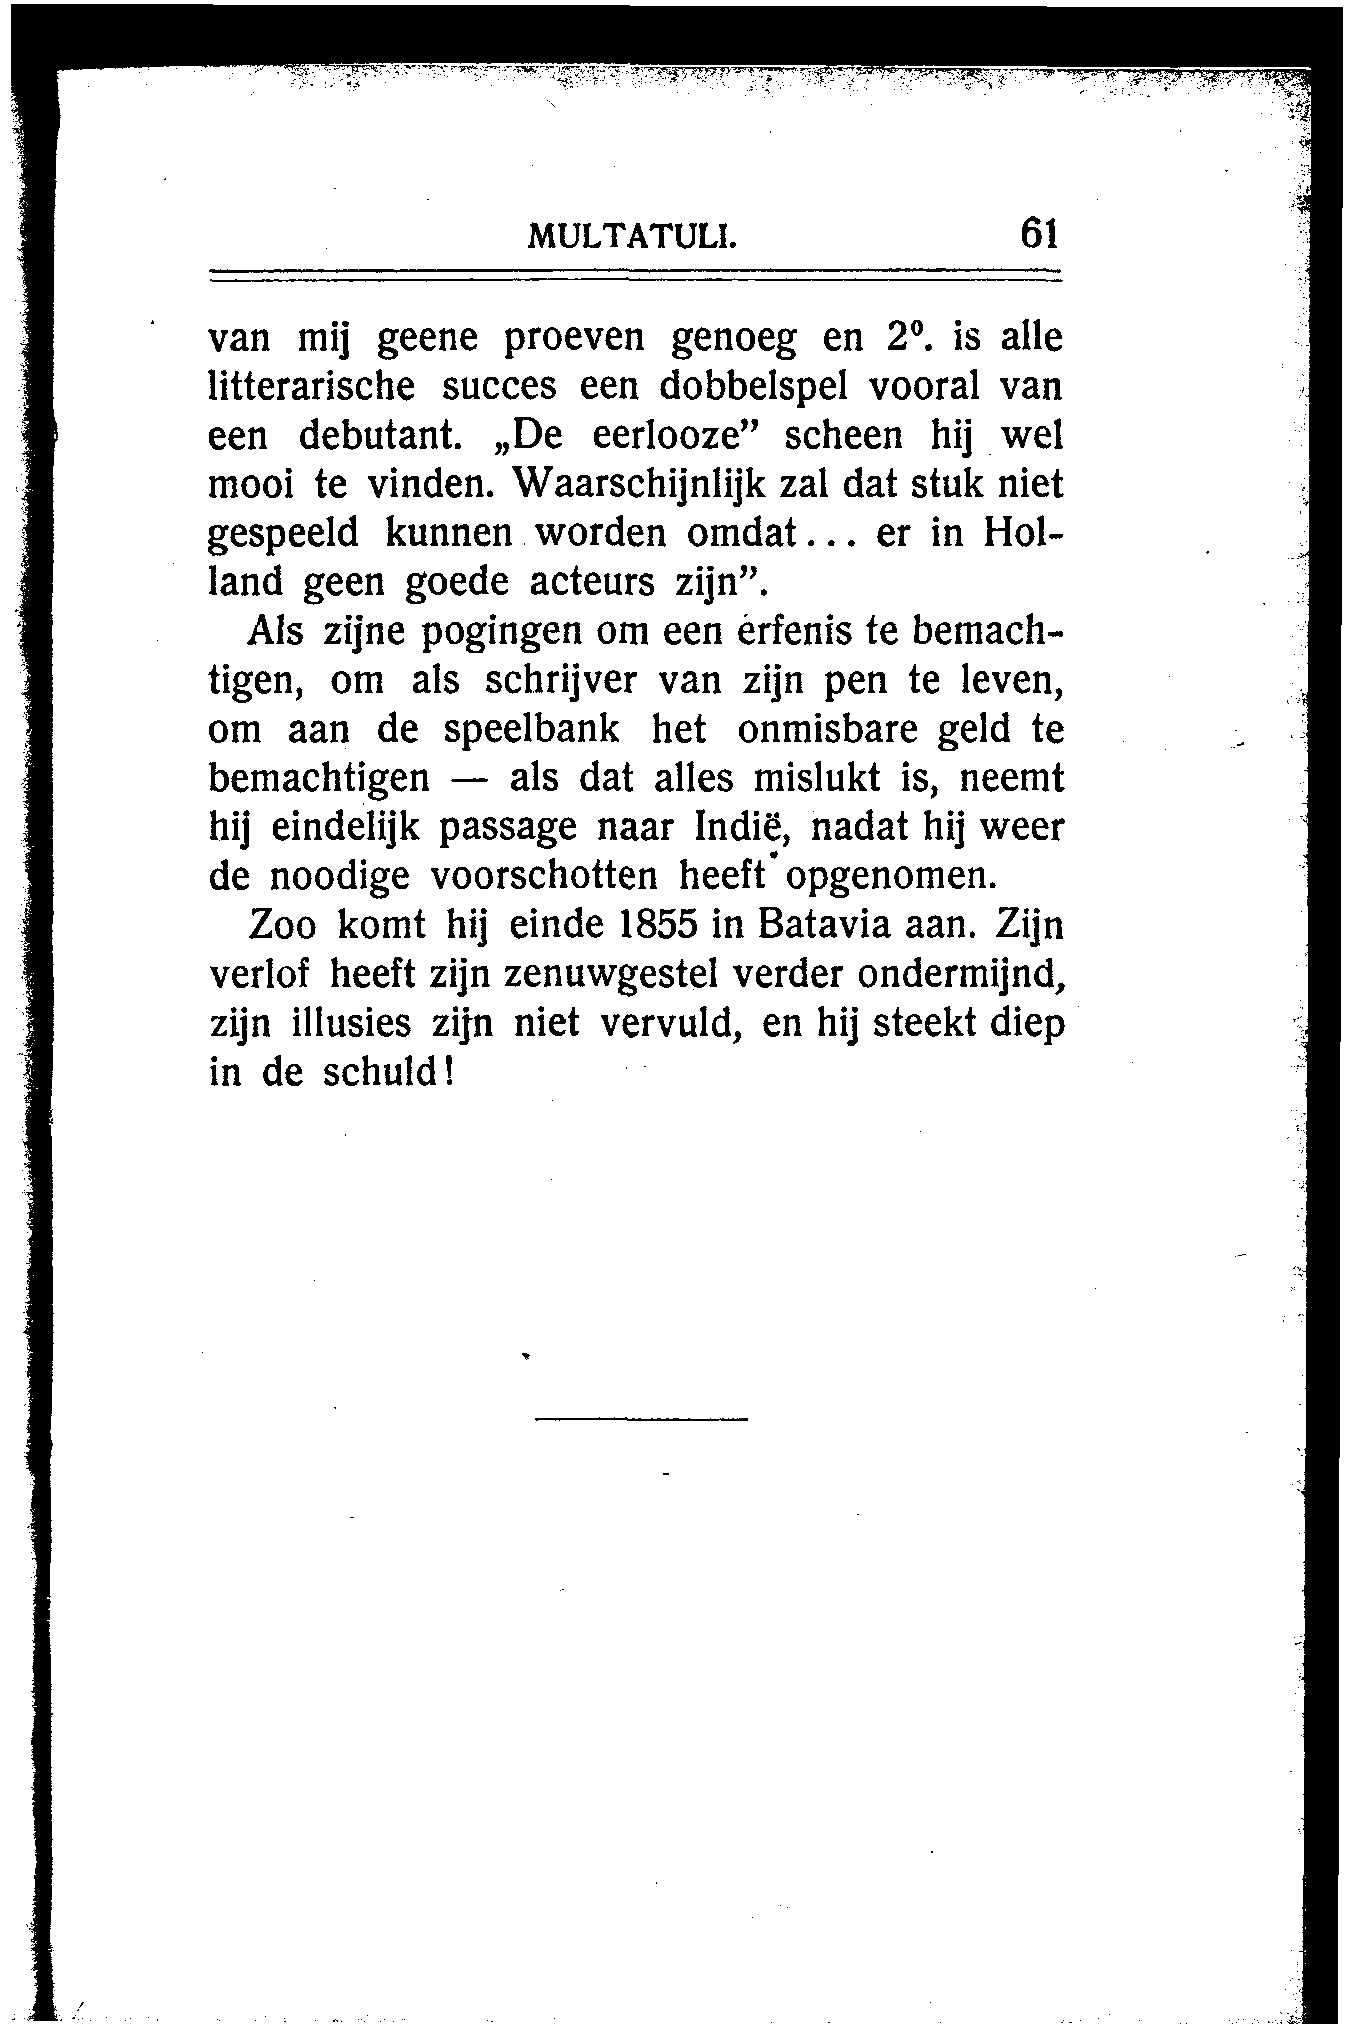 MULTATULI. 61
van mij geene proeven genoeg en 2⁰. is alle
litterarische succes een dobbelspel vooral van
een debutant. „De eerlooze” scheen hij wel
mooi te vinden. Waarschijnlijk zal dat stuk niet
gespeeld kunnen worden omdat... er in Hol-
land geen goede acteurs zijn”.
Als zijne pogingen om een erfenis te bemach-
tigen, om als schrijver van zijn pen te leven,
om aan de speelbank het onmisbare geld te
bemachtigen — als dat alles mislukt is, neemt
hij eindelijk passage naar Indië, nadat hij weer
de noodige voorschotten heeft opgenomen.
Zoo komt hij einde 1855 in Batavia aan. Zijn
verlof heeft zijn zenuwgestel verder ondermijnd,
zijn illusies zijn niet vervuld, en hij steekt diep
in de schuld!